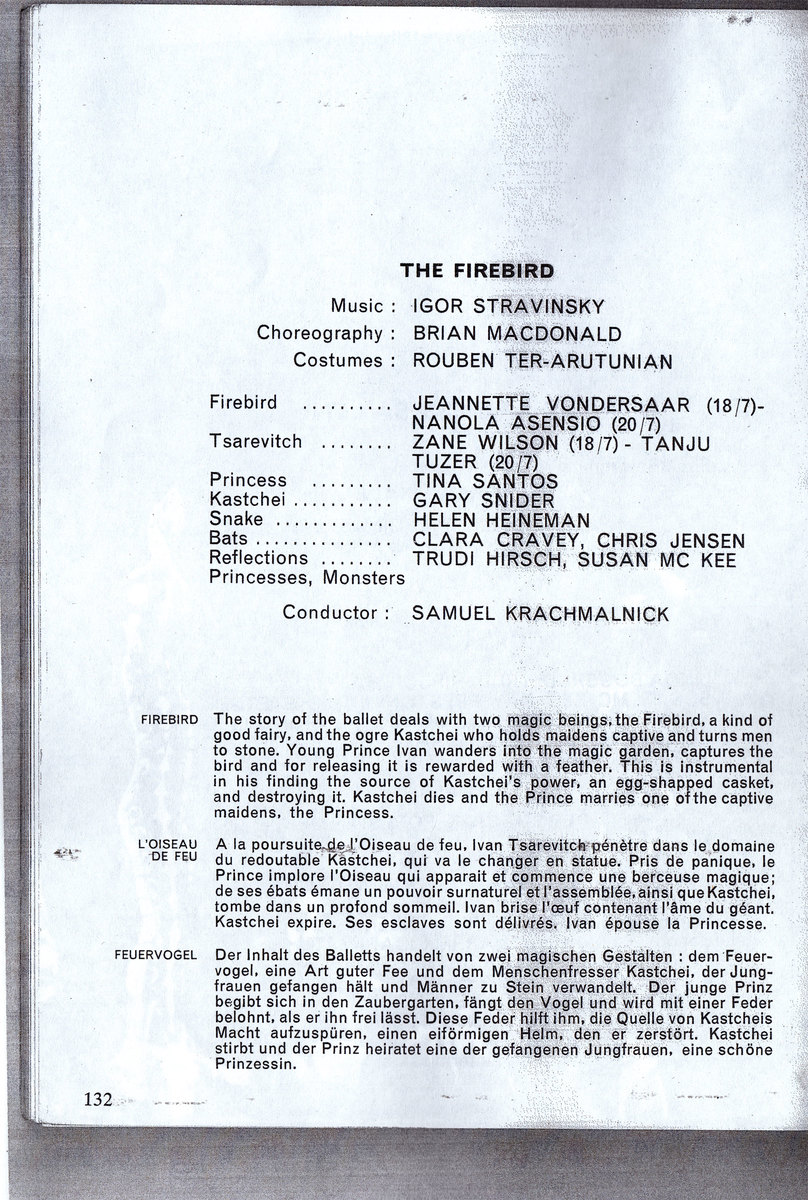 THE FIREBIRD
Music : IGOR STRAVINSKY
Choreography : BRIAN MACDONALD
Costumes : ROUBEN TER-ARUTUNIAN
Firebird .......... JEANNETTE VONDERSAAR (18/7)-
NANOLA ASENSIO (20/7)
Tsarevitch ........ ZANE WILSON (18/7) - TANJU
TUZER (20/7)
Princess ......... TINA SANTOS
Kastchei ........... GARY SNIDER
Snake ............. HELEN HEINEMAN
Bats ............... CLARA CRAVEY, CHRIS JENSEN
Reflections ........ TRUDI HIRSCH, SUSAN MC KEE
Princesses, Monsters
Conductor : SAMUEL KRACHMALNICK
FIREBIRD The story of the ballet deals with two magic beings, the Firebird, a kind of
good fairy, and the ogre Kastchei who holds maidens captive and turns men
to stone. Young Prince Ivan wanders into the magic garden, captures the
bird and for releasing it is rewarded with a feather. This is instrumental
in his finding the source of Kastchei's power, an egg-shapped casket,
and destroying it. Kastchei dies and the Prince marries one of the captive
maidens, the Princess.
L'OISEAU
DE FEU
A la poursuite de l'Oiseau de feu, Ivan Tsarevitch pénètre dans le domaine
du redoutable Kastchei, qui va le changer en statue. Pris de panique, le
Prince implore l'Oiseau qui apparait et commence une berceuse magique;
de ses ébats émane un pouvoir surnaturel et l'assemblée, ainsi que Kastchei,
tombe dans un profond sommeil. Ivan brise l'œuf contenant l'âme du géant.
Kastchei expire. Ses esclaves sont délivrés. Ivan épouse la Princesse.
FEUERVOGEL Der Inhalt des Balletts handelt von zwei magischen Gestalten : dem Feuer-
vogel, eine Art guter Fee und dem Menschenfresser Kastchei, der Jung-
frauen gefangen hält und Männer zu Stein verwandelt. Der junge Prinz
begibt sich in den Zaubergarten, fängt den Vogel und wird mit einer Feder
belohnt, als er ihn frei lässt. Diese Feder hilft ihm, die Quelle von Kastcheis
Macht aufzuspüren, einen eiförmigen Helm, den er zerstört. Kastchei
stirbt und der Prinz heiratet eine der gefangenen Jungfrauen, eine schöne
Prinzessin.
132